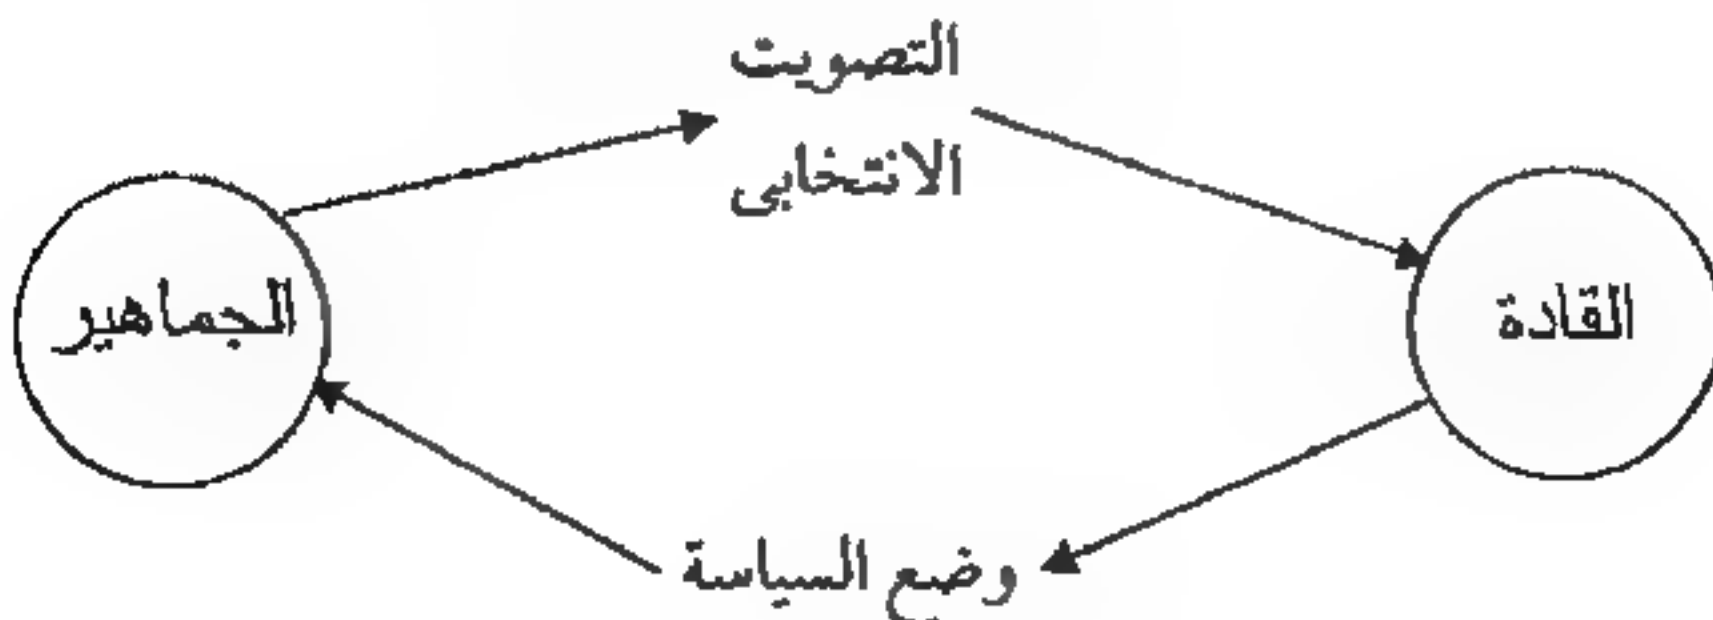 التصويت
الانتخابى
القادة
الجماهير
وضع السياسة